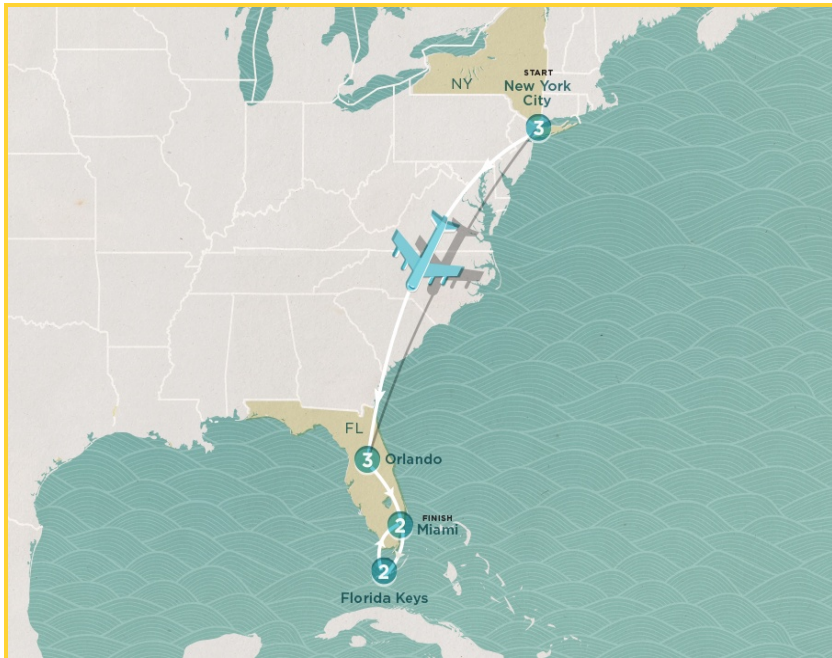 NY
START
New York
City
3
FL
3
Orlando
2
FINISH
Miami
2
Florida Keys